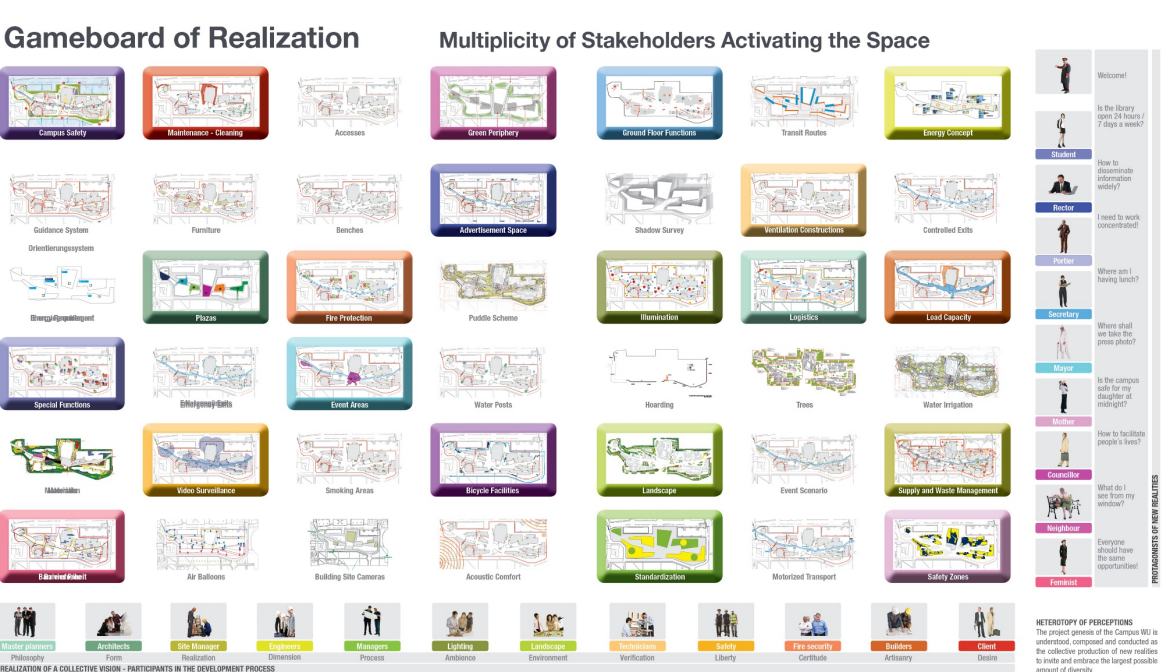 Gameboard of Realization
Multiplicity of Stakeholders Activating the Space
Campus Safety
Maintenance - Cleaning
Accesses
Green Periphery
Ground Floor Functions
Transit Routes
Energy Concept
Guidance System
Furniture
Benches
Advertisement Space
Shadow Survey
Ventilation Constructions
Controlled Exits
Orientierungssystem
Plazas
Fire Protection
Puddle Scheme
Illumination
Logistics
Load Capacity
Special Functions
Event Areas
Water Posts
Hoarding
Trees
Water Irrigation
Video Surveillance
Smoking Areas
Bicycle Facilities
Landscape
Event Scenario
Supply and Waste Management
Air Balloons
Building Site Cameras
Acoustic Comfort
Standardization
Motorized Transport
Safety Zones
Master planners
Architects
Site Manager
Engineers
Managers
Lighting
Landscape
Technicians
Safety
Fire security
Builders
Client
Philosophy
Form
Realization
Dimension
Process
Ambience
Environment
Verification
Liberty
Certitude
Artisanry
Desire
REALIZATION OF A COLLECTIVE VISION - PARTICIPANTS IN THE DEVELOPMENT PROCESS
Welcome!
Is the library
open 24 hours /
7 days a week?
Student
How to
disseminate
information
widely?
Rector
I need to work
concentrated!
Portier
Where am I
having lunch?
Secretary
Where shall
we take the
press photo?
Mayor
Is the campus
safe for my
daughter at
midnight?
Mother
How to facilitate
people's lives?
Councillor
What do I
see from my
window?
Neighbour
Everyone
should have
the same
opportunities!
Feminist
PROTAGONISTS OF NEW REALITIES
HETEROTOPY OF PERCEPTIONS
The project genesis of the Campus WU is
understood, composed and conducted as
the collective production of new realities
to invite and embrace the largest possible
amount of diversity.